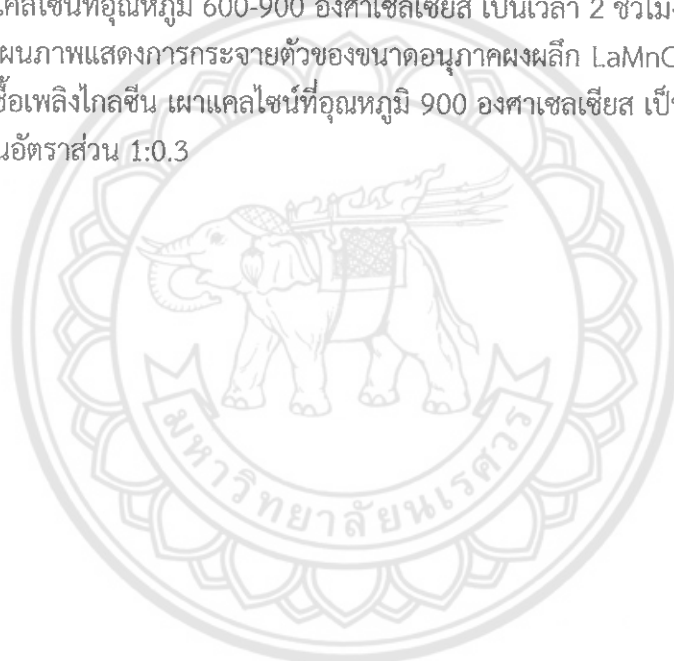 คลไซน์ที่อุณหภูมิ 600-900 องศาเซลเซียส เป็นเวลา 2 ชั่วโมง
ผนภาพแสดงการกระจายตัวของขนาดอนุภาคผงผลึก LaMnO
ชื้อเพลิงไกลซีน เผาแคลไซน์ที่อุณหภูมิ 900 องศาเซลเซียส เป็
นอัตราส่วน 1:0.3
มหาวิทยาลัยนเรศวร